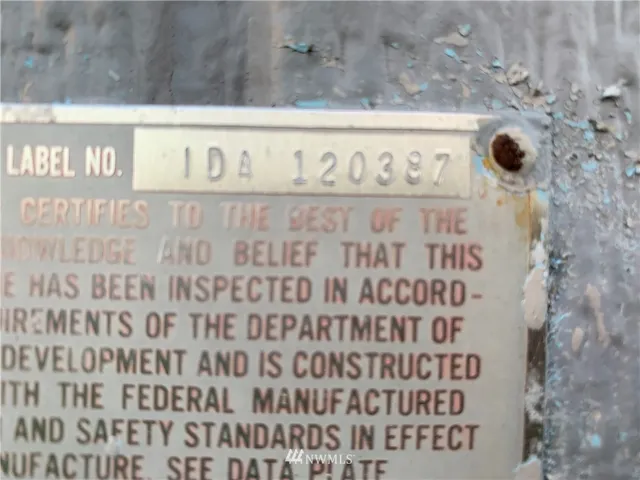 LABEL NO. IDA 120387
CERTIFIES TO THE BEST OF THE
NOWLEDGE AND BELIEF THAT THIS
E HAS BEEN INSPECTED IN ACCORD-
IREMENTS OF THE DEPARTMENT OF
DEVELOPMENT AND IS CONSTRUCTED
ITH THE FEDERAL MANUFACTURED
AND SAFETY STANDARDS IN EFFECT
NUFACTURE. SEE DATA PLATE
NWMLS